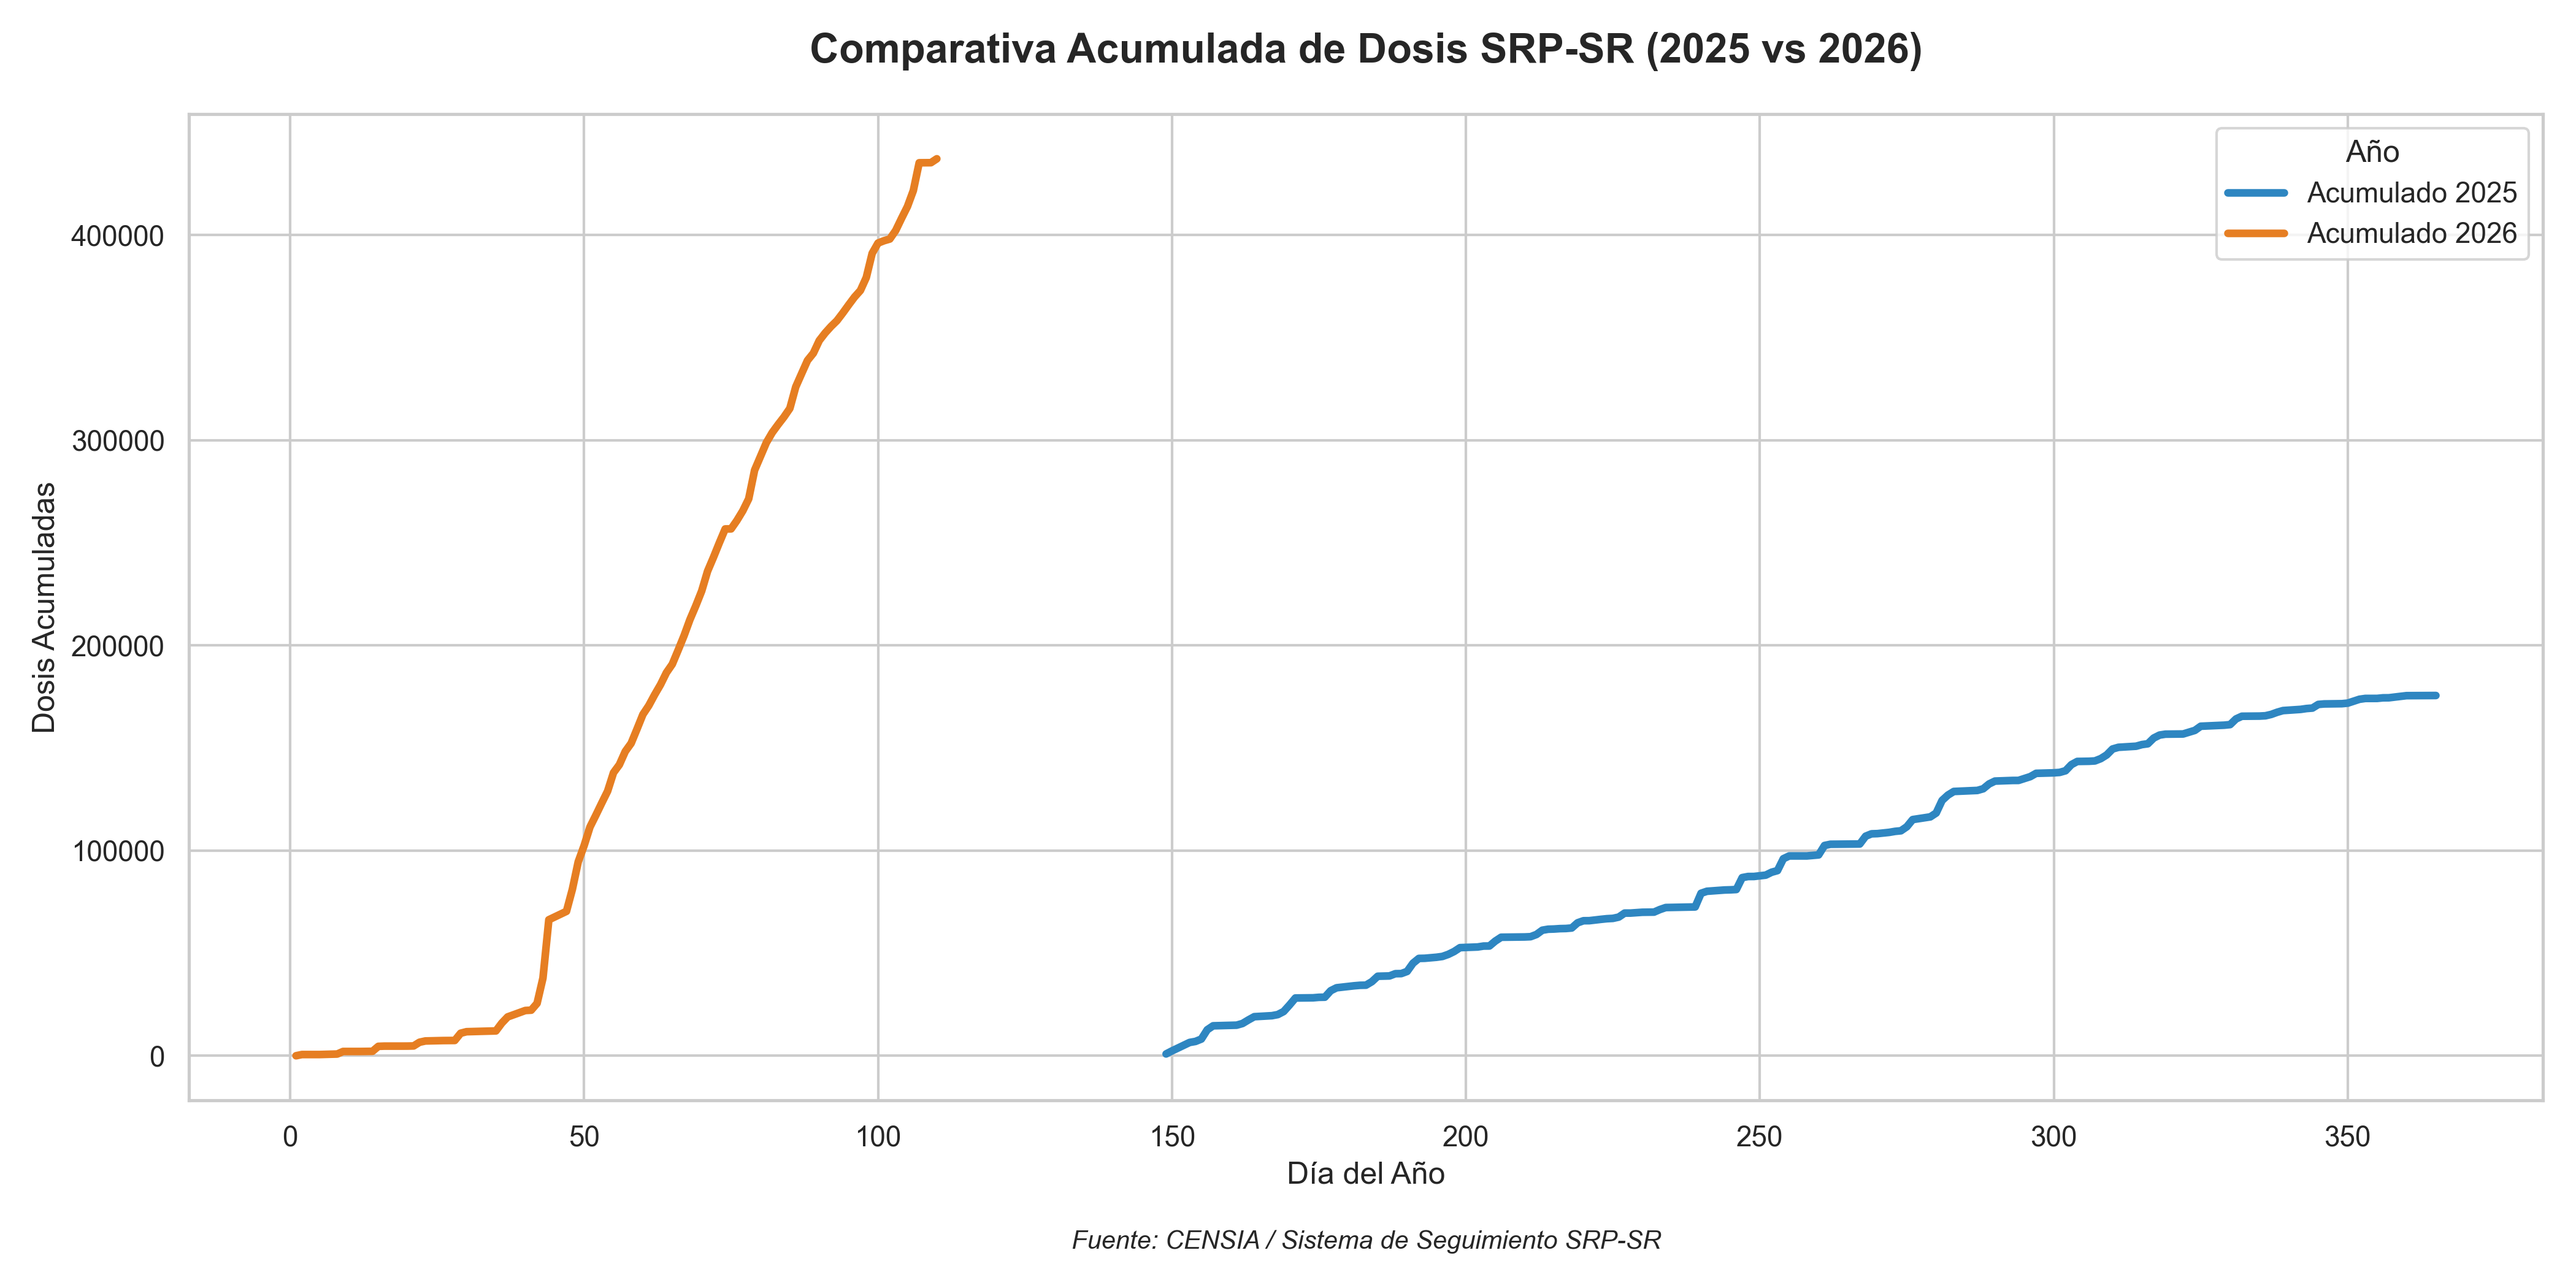 Comparativa Acumulada de Dosis SRP-SR (2025 vs 2026)
Año
Acumulado 2025
Acumulado 2026
Dosis Acumuladas
400000
300000
200000
100000
0
0 50 100 150 200 250 300 350
Día del Año
Fuente: CENSIA / Sistema de Seguimiento SRP-SR